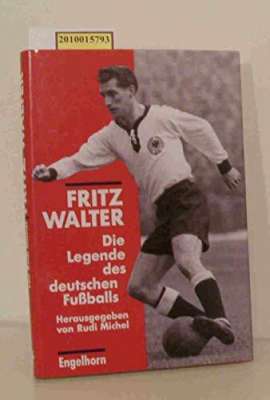 2010015793
FRITZ
WALTER
Die
Legende
des
deutschen
Fußballs
Herausgegeben
von Rudi Michel
Engelhorn